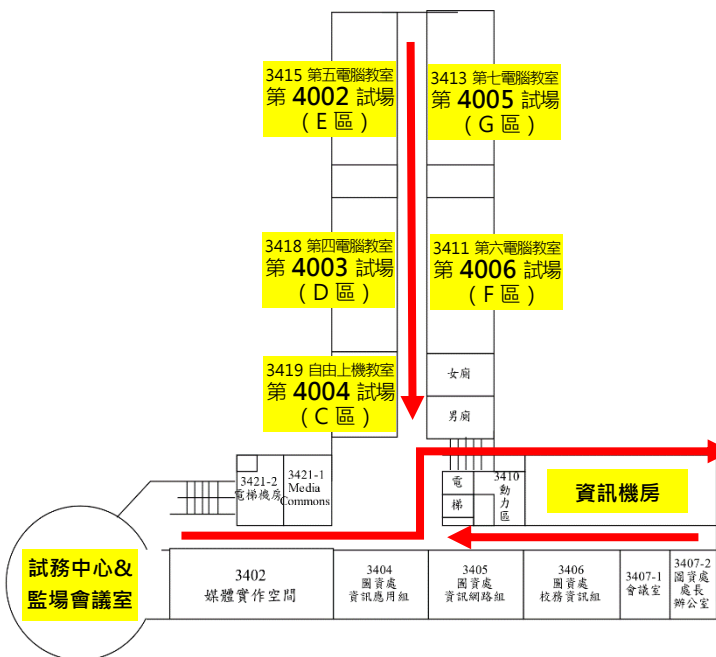 3415 第五電腦教室
第 4002 試場
( E 區 )
3413 第七電腦教室
第 4005 試場
( G 區 )
3418 第四電腦教室
第 4003 試場
( D 區 )
3411 第六電腦教室
第 4006 試場
( F 區 )
3419 自由上機教室
第 4004 試場
( C 區 )
女廁
男廁
3421-2
電梯機房
3421-1
Media
Commons
電
梯
3410
動
力
區
資訊機房
試務中心&
監場會議室
3402
媒體實作空間
3404
圖資處
資訊應用組
3405
圖資處
資訊網路組
3406
圖資處
校務資訊組
3407-1
會議室
3407-2
圖資處
處長
辦公室